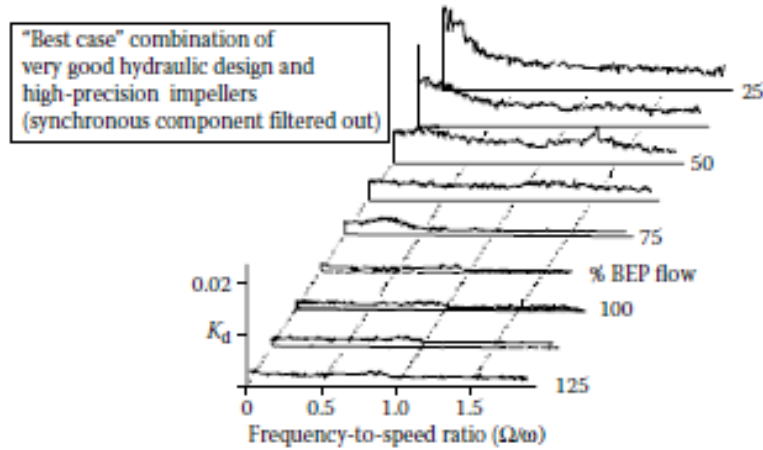 "Best case" combination of
very good hydraulic design and
high-precision impellers
(synchronous component filtered out)
25
50
75
% BEP flow
0.02
100
Kd
125
0
0.5
1.0
1.5
Frequency-to-speed ratio (Ω/ω)